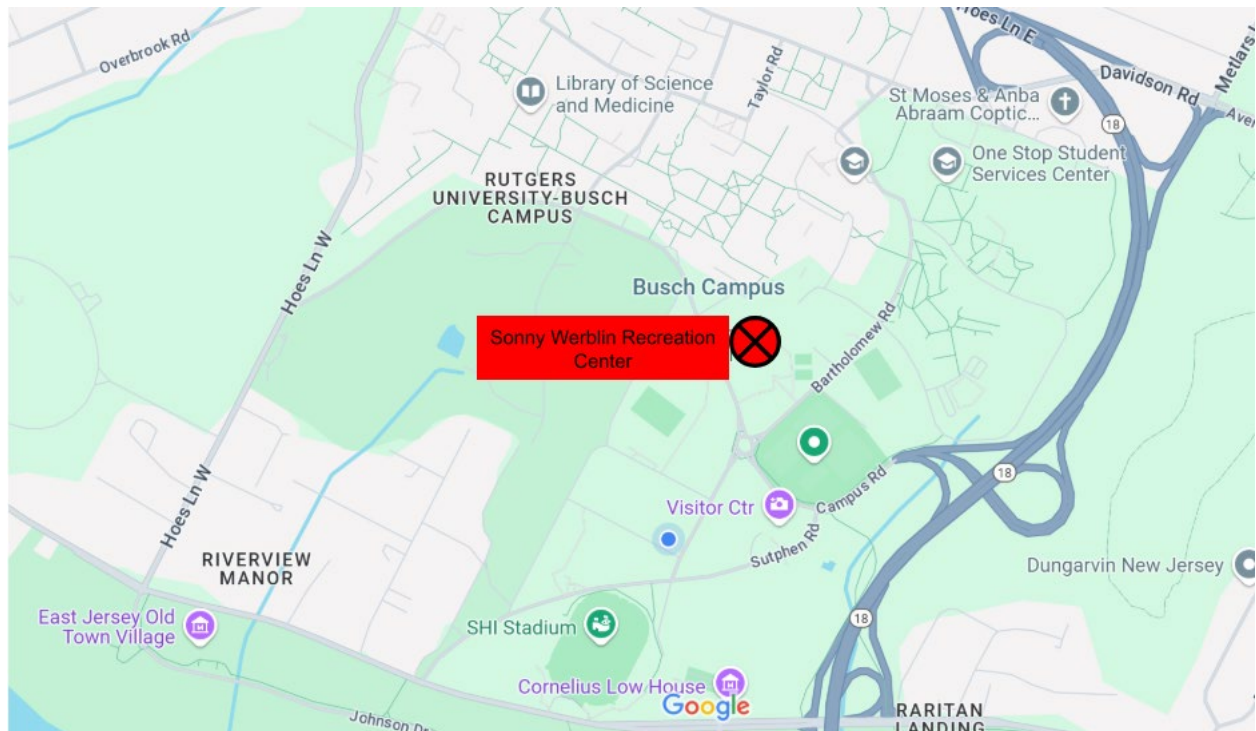 Overbrook Rd
Hoes Ln E
Metlars
Davidson Rd
Library of Science
and Medicine
Taylor Rd
St Moses & Anba
Abraam Coptic...
18
One Stop Student
Services Center
RUTGERS
UNIVERSITY-BUSCH
CAMPUS
Hoes Ln W
Busch Campus
Sonny Werblin Recreation
Center
Bartholomew Rd
18
Hoes Ln W
Visitor Ctr
Campus Rd
Sutphen Rd
RIVERVIEW
MANOR
Dungarvin New Jersey
East Jersey Old
Town Village
SHI Stadium
18
Cornelius Low House
Google
Johnson
RARITAN
LANDING